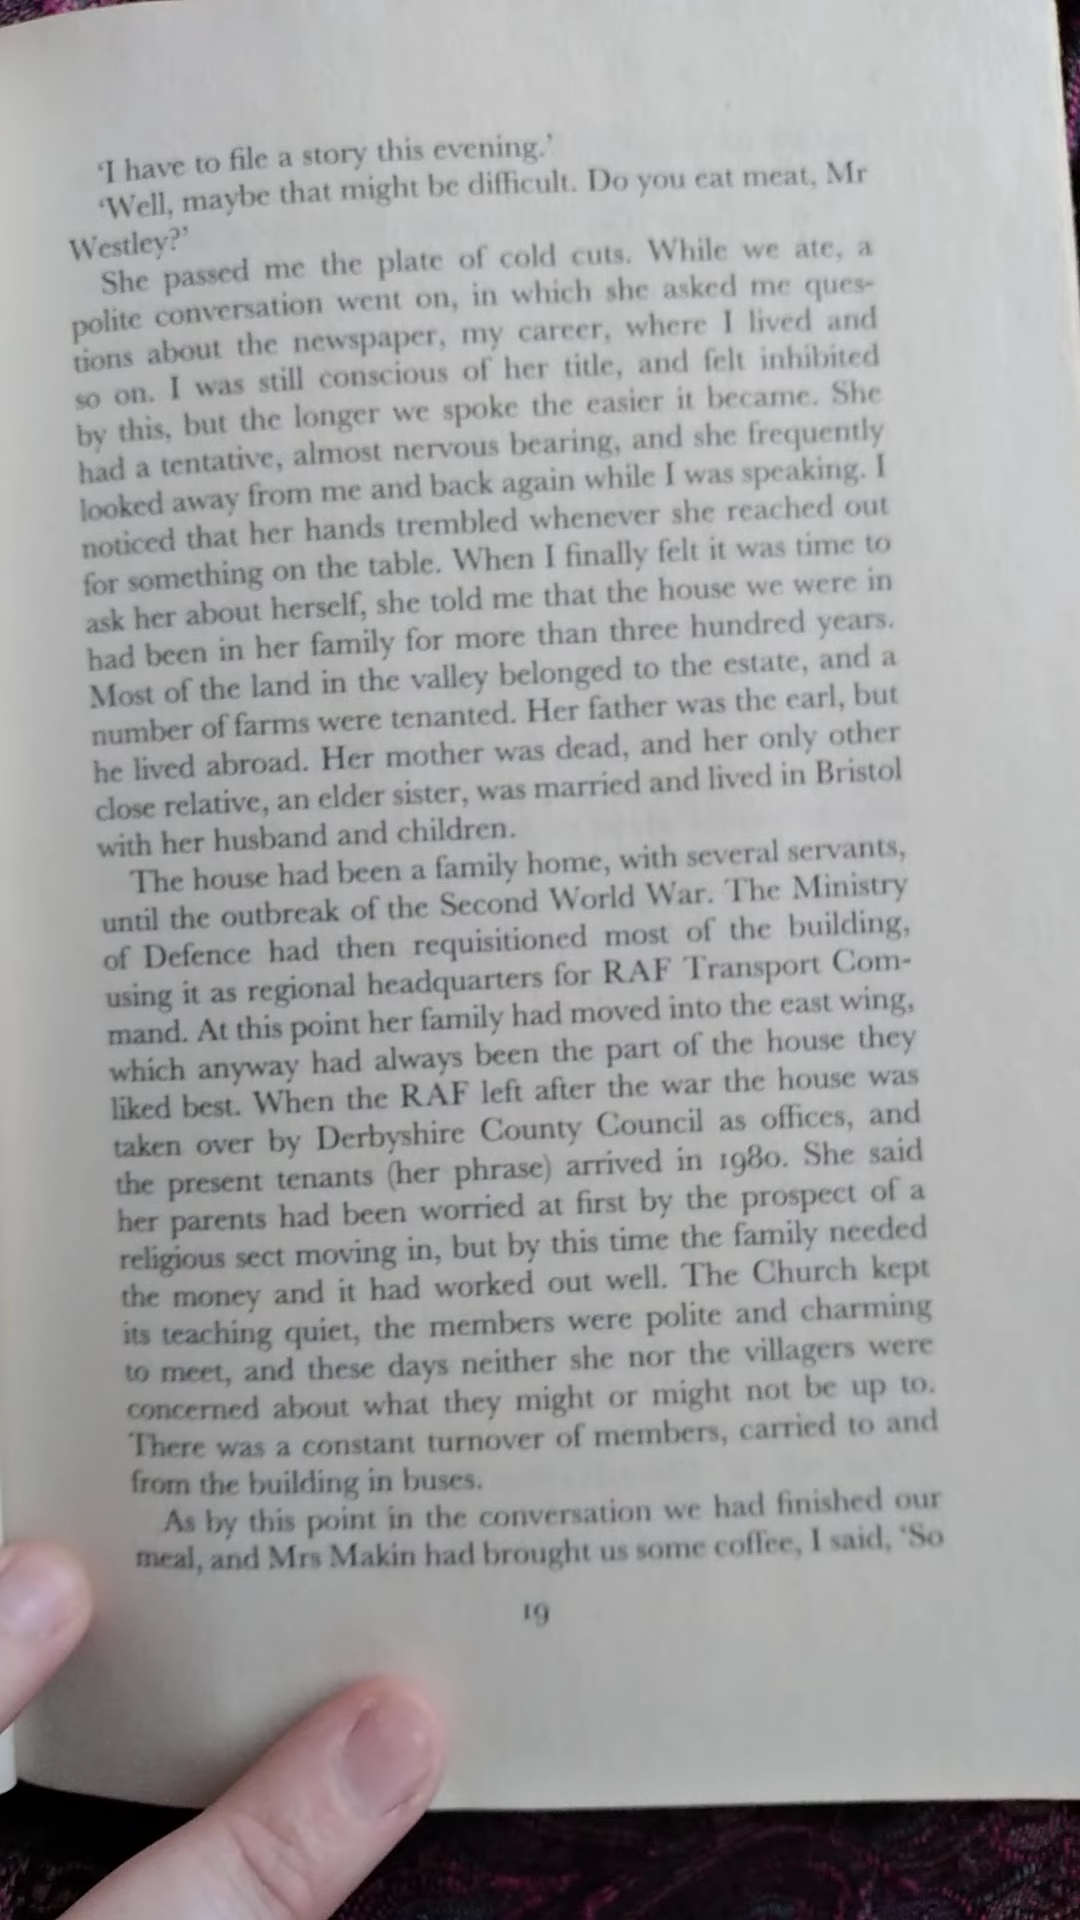 ‘I have to file a story this evening.’
‘Well, maybe that might be difficult. Do you eat meat, Mr
Westley?’
She passed me the plate of cold cuts. While we ate, a
polite conversation went on, in which she asked me ques-
tions about the newspaper, my career, where I lived and
so on. I was still conscious of her title, and felt inhibited
by this, but the longer we spoke the easier it became. She
had a tentative, almost nervous bearing, and she frequently
looked away from me and back again while I was speaking. I
noticed that her hands trembled whenever she reached out
for something on the table. When I finally felt it was time to
ask her about herself, she told me that the house we were in
had been in her family for more than three hundred years.
Most of the land in the valley belonged to the estate, and a
number of farms were tenanted. Her father was the earl, but
he lived abroad. Her mother was dead, and her only other
close relative, an elder sister, was married and lived in Bristol
with her husband and children.
The house had been a family home, with several servants,
until the outbreak of the Second World War. The Ministry
of Defence had then requisitioned most of the building,
using it as regional headquarters for RAF Transport Com-
mand. At this point her family had moved into the east wing,
which anyway had always been the part of the house they
liked best. When the RAF left after the war the house was
taken over by Derbyshire County Council as offices, and
the present tenants (her phrase) arrived in 1980. She said
her parents had been worried at first by the prospect of a
religious sect moving in, but by this time the family needed
the money and it had worked out well. The Church kept
its teaching quiet, the members were polite and charming
to meet, and these days neither she nor the villagers were
concerned about what they might or might not be up to.
There was a constant turnover of members, carried to and
from the building in buses.
As by this point in the conversation we had finished our
meal, and Mrs Makin had brought us some coffee, I said, ‘So
19